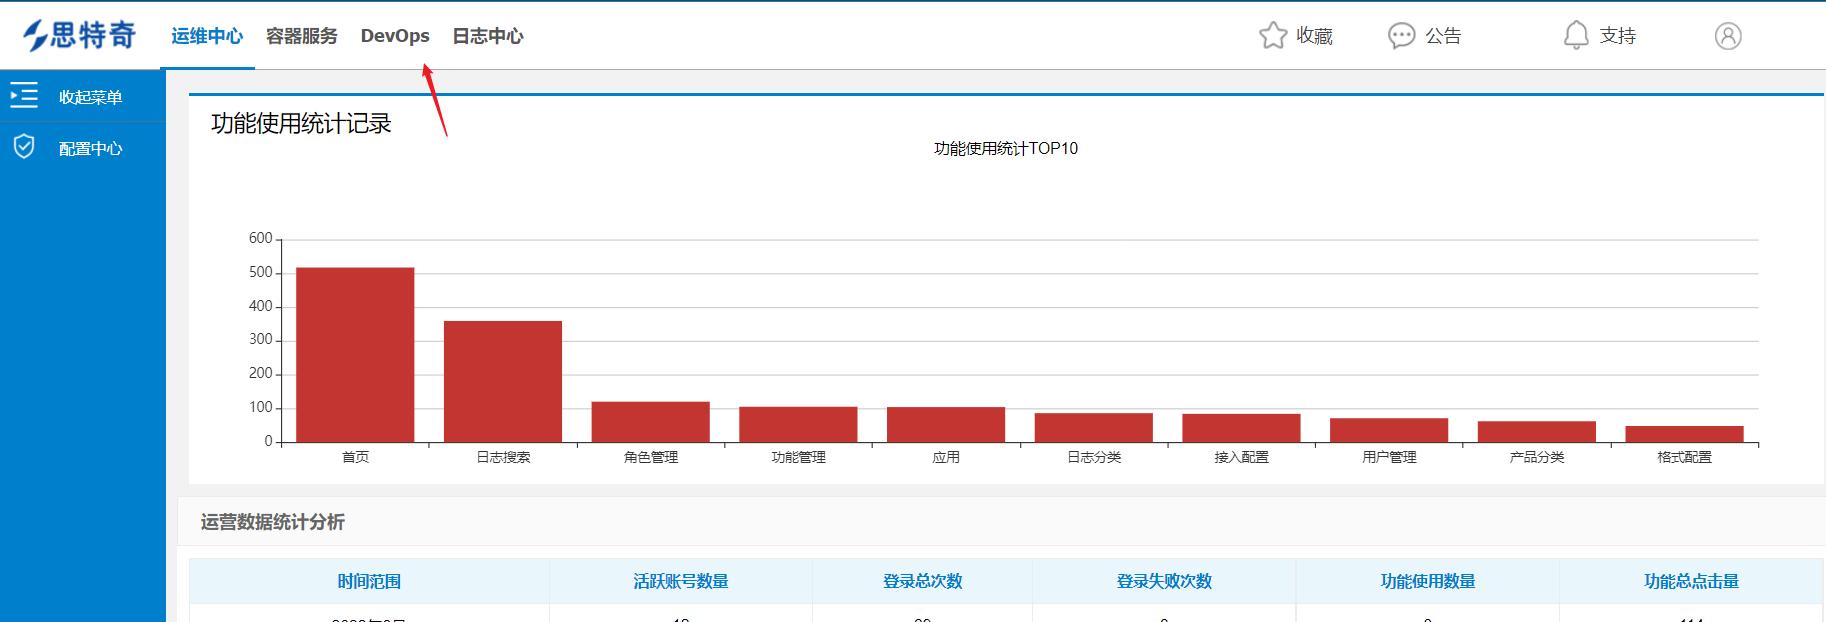 思特奇 运维中心 容器服务 DevOps 日志中心 收藏 公告 支持
收起菜单
配置中心
功能使用统计记录
功能使用统计TOP10
600
500
400
300
200
100
0
首页 日志搜索 角色管理 功能管理 应用 日志分类 接入配置 用户管理 产品分类 格式配置
运营数据统计分析
时间范围 活跃账号数量 登录总次数 登录失败次数 功能使用数量 功能总点击量